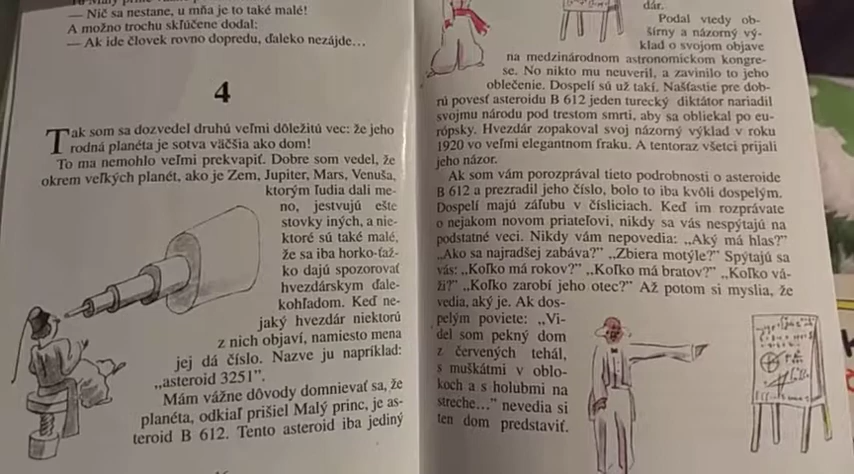 — Nič sa nestane, u mňa je to také malé!
A možno trochu skľúčene dodal:
— Ak ide človek rovno dopredu, ďaleko nezájde...
4
Tak som sa dozvedel druhú veľmi dôležitú vec: že jeho
rodná planéta je sotva väčšia ako dom!
To ma nemohlo veľmi prekvapiť. Dobre som vedel, že
okrem veľkých planét, ako je Zem, Jupiter, Mars, Venuša,
ktorým ľudia dali me-
no, jestvujú ešte
stovky iných, a nie-
ktoré sú také malé,
že sa iba horko-ťaž-
ko dajú spozorovať
hvezdárskym ďale-
kohľadom. Keď ne-
jaký hvezdár niektorú
z nich objaví, namiesto mena
jej dá číslo. Nazve ju napríklad:
„asteroid 3251”.
Mám vážne dôvody domnievať sa, že
planéta, odkiaľ prišiel Malý princ, je as-
teroid B 612. Tento asteroid iba jediný
dár.
Podal vtedy ob-
šírny a názorný vý-
klad o svojom objave
na medzinárodnom astronomickom kongre-
se. No nikto mu neuveril, a zavinilo to jeho
oblečenie. Dospelí sú už takí. Našťastie pre dob-
rú povesť asteroidu B 612 jeden turecký diktátor nariadil
svojmu národu pod trestom smrti, aby sa obliekal po eu-
rópsky. Hvezdár zopakoval svoj názorný výklad v roku
1920 vo veľmi elegantnom fraku. A tentoraz všetci prijali
jeho názor.
Ak som vám porozprával tieto podrobnosti o asteroide
B 612 a prezradil jeho číslo, bolo to iba kvôli dospelým.
Dospelí majú záľubu v čísliciach. Keď im rozprávate
o nejakom novom priateľovi, nikdy sa vás nespýtajú na
podstatné veci. Nikdy vám nepovedia: „Aký má hlas?”
„Ako sa najradšej zabáva?” „Zbiera motýle?” Spýtajú sa
vás: „Koľko má rokov?” „Koľko má bratov?” „Koľko vá-
ži?” „Koľko zarobí jeho otec?” Až potom si myslia, že
vedia, aký je. Ak dos-
pelým poviete: „Vi-
del som pekný dom
z červených tehál,
s muškátmi v oblo-
koch a s holubmi na
streche...” nevedia si
ten dom predstaviť.